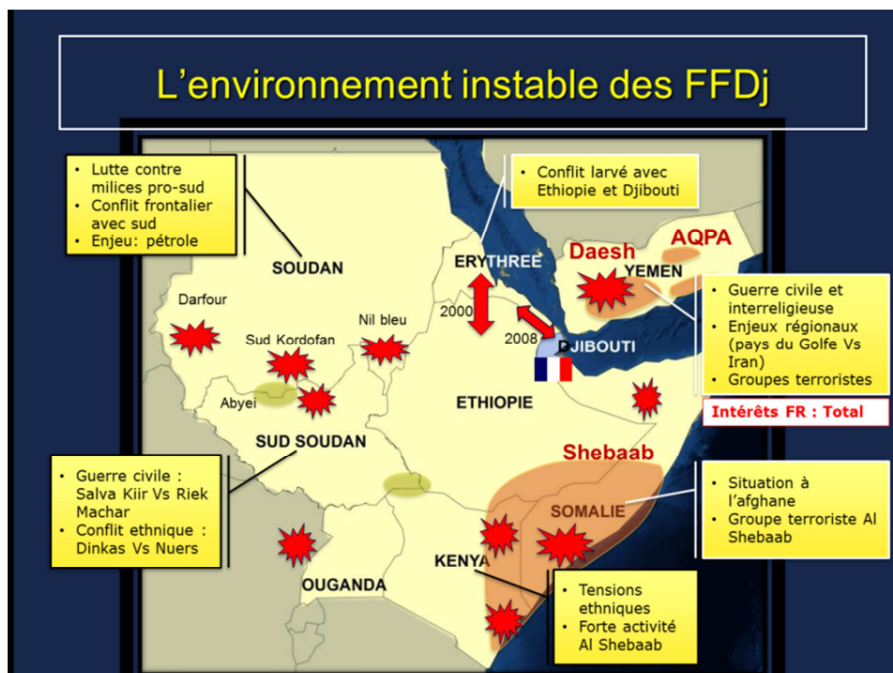 L'environnement instable des FFDj
• Lutte contre
milices pro-sud
• Conflit frontalier
avec sud
• Enjeu: pétrole
• Conflit larvé avec
Ethiopie et Djibouti
SOUDAN
ERYTHREE
Daesh
AQPA
YEMEN
• Guerre civile et
interreligieuse
• Enjeux régionaux
(pays du Golfe Vs
Iran)
• Groupes terroristes
Intérêts FR : Total
Darfour
Sud Kordofan
Nil bleu
2000
2008
DJIBOUTI
Abyei
ETHIOPIE
SUD SOUDAN
Shebaab
• Guerre civile :
Salva Kiir Vs Riek
Machar
• Conflit ethnique :
Dinkas Vs Nuers
SOMALIE
• Situation à
l'afghane
• Groupe terroriste Al
Shebaab
KENYA
OUGANDA
• Tensions
ethniques
• Forte activité
Al Shebaab